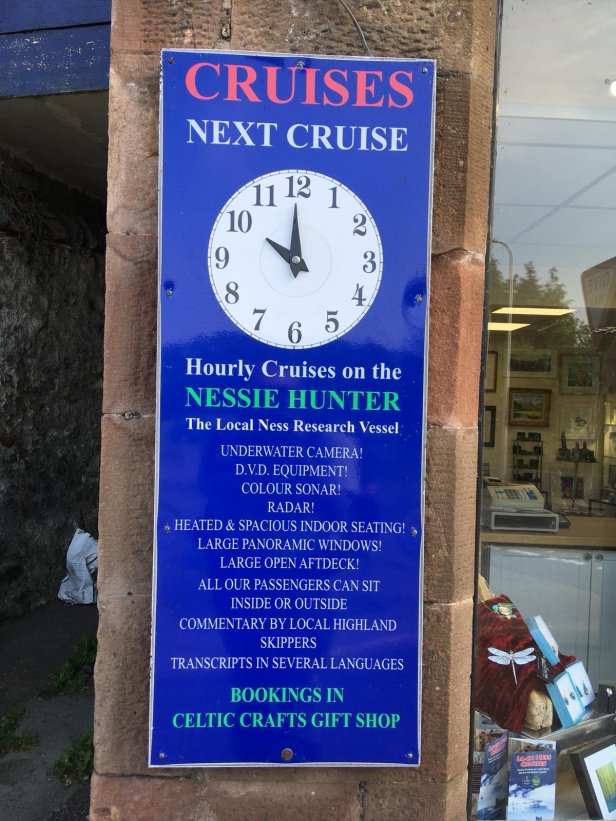 CRUISES
NEXT CRUISE
12
11 1
10 2
9 3
8 4
7 5
6
Hourly Cruises on the
NESSIE HUNTER
The Local Ness Research Vessel
UNDERWATER CAMERA!
D.V.D. EQUIPMENT!
COLOUR SONAR!
RADAR!
HEATED & SPACIOUS INDOOR SEATING!
LARGE PANORAMIC WINDOWS!
LARGE OPEN AFTDECK!
ALL OUR PASSENGERS CAN SIT
INSIDE OR OUTSIDE
COMMENTARY BY LOCAL HIGHLAND
SKIPPERS
TRANSCRIPTS IN SEVERAL LANGUAGES
BOOKINGS IN
CELTIC CRAFTS GIFT SHOP
LOCH NESS
CRUISES